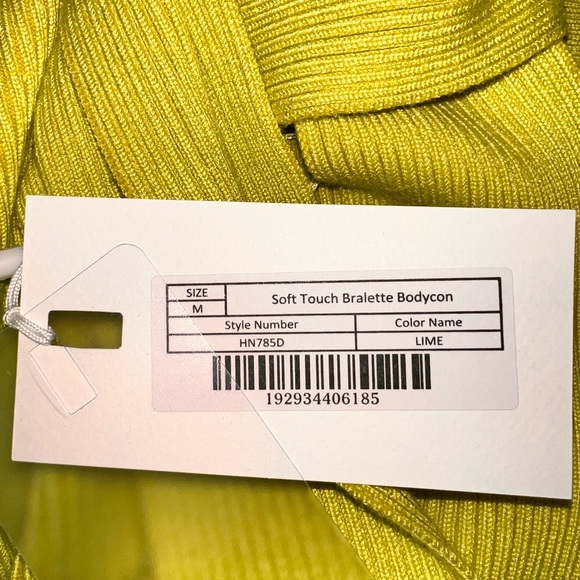 SIZE
Soft Touch Bralette Bodycon
M
Style Number Color Name
HN785D LIME
192934406185